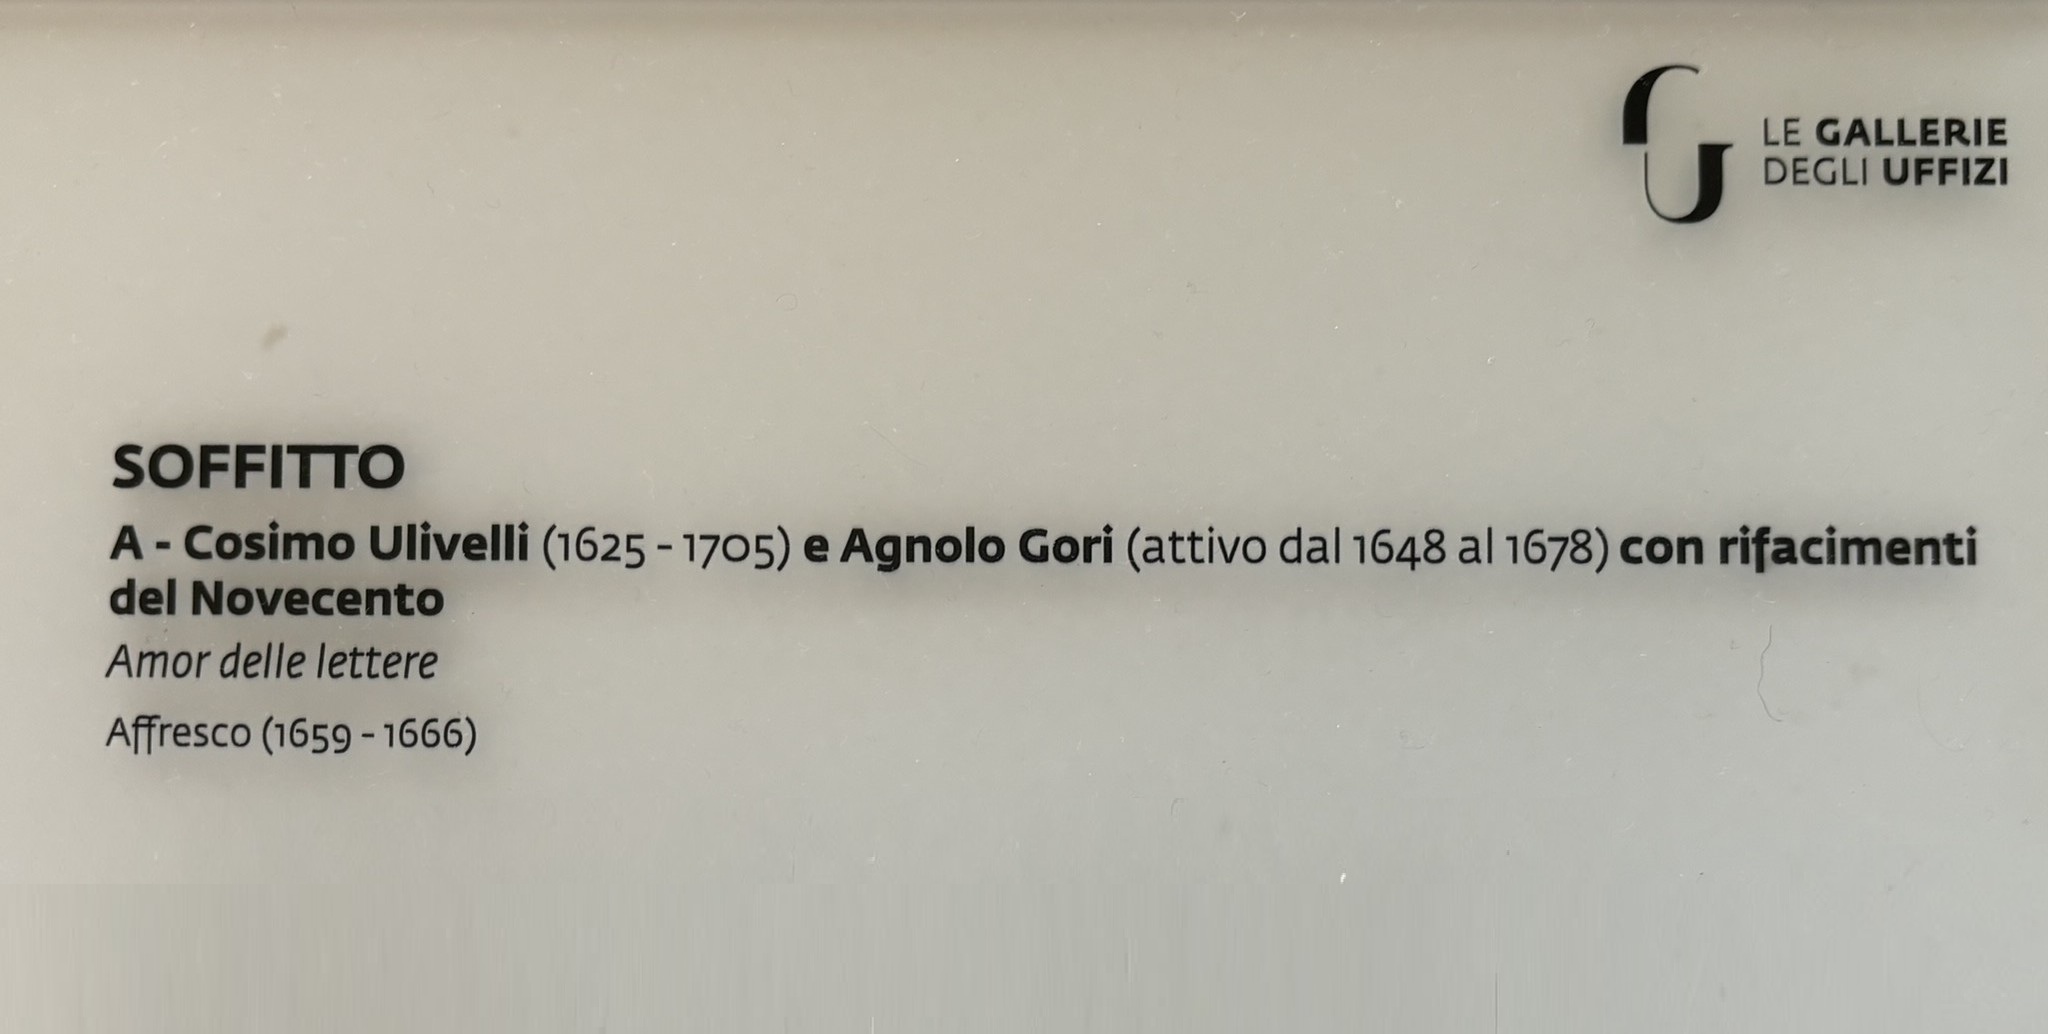 LE GALLERIE
DEGLI UFFIZI
SOFFITTO
A - Cosimo Ulivelli (1625 - 1705) e Agnolo Gori (attivo dal 1648 al 1678) con rifacimenti
del Novecento
Amor delle lettere
Affresco (1659 - 1666)